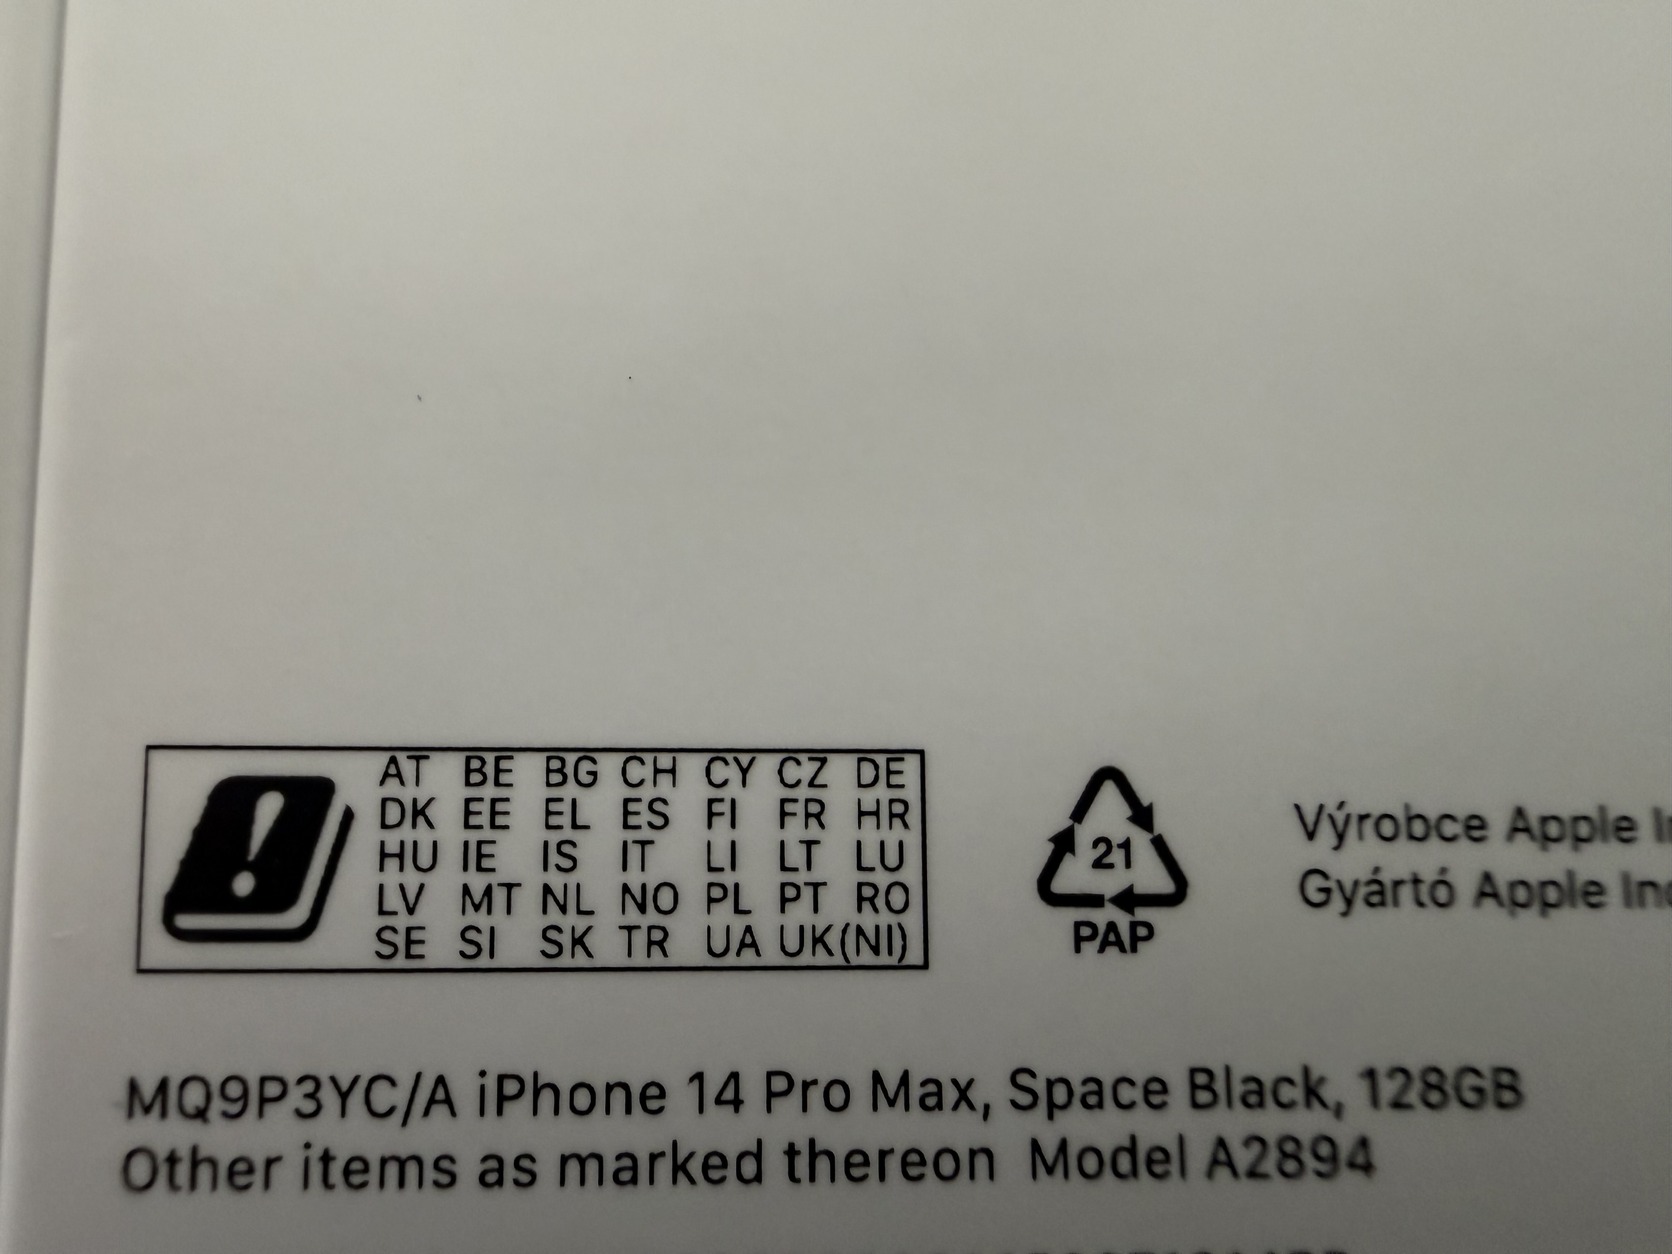 AT BE BG CH CY CZ DE
DK EE EL ES FI FR HR
HU IE IS IT LI LT LU
LV MT NL NO PL PT RO
SE SI SK TR UA UK(NI)
21
PAP
Výrobce Apple
Gyártó Apple
MQ9P3YC/A iPhone 14 Pro Max, Space Black, 128GB
Other items as marked thereon Model A2894